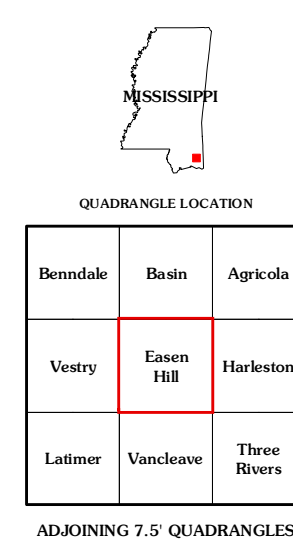 MISSISSIPPI
QUADRANGLE LOCATION
Benndale Basin Agricola
Vestry Easen Hill Harleston
Latimer Vancleave Three Rivers
ADJOINING 7.5' QUADRANGLES